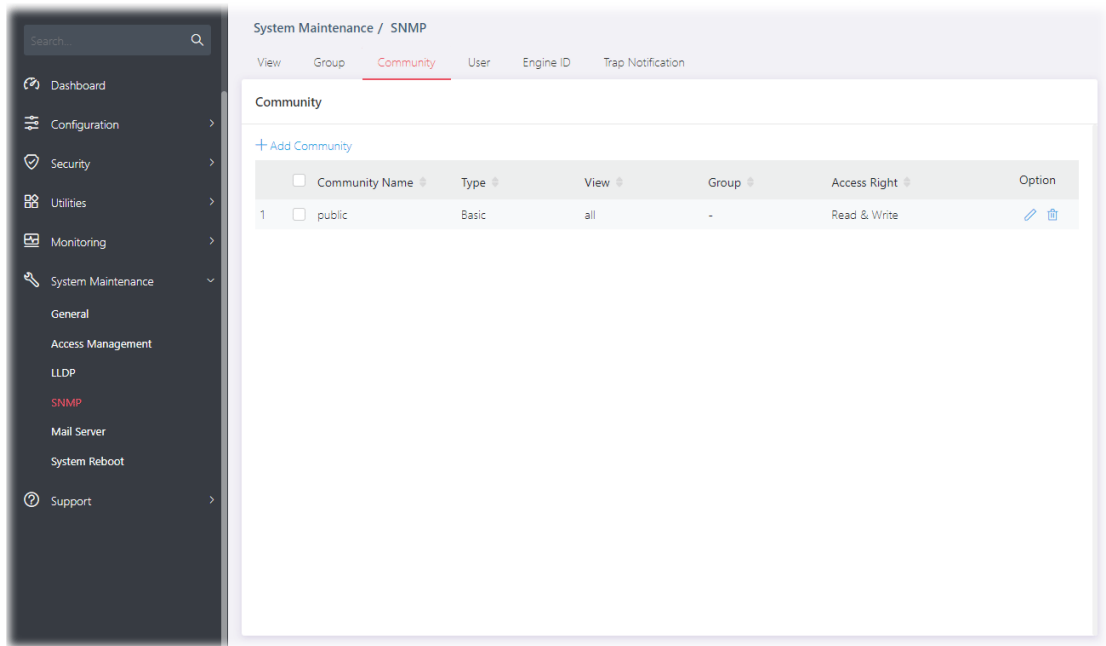 Search...
Dashboard
Configuration
Security
Utilities
Monitoring
System Maintenance
General
Access Management
LLDP
SNMP
Mail Server
System Reboot
Support
System Maintenance / SNMP
View Group Community User Engine ID Trap Notification
Community
+ Add Community
Community Name Type View Group Access Right Option
1 public Basic all - Read & Write